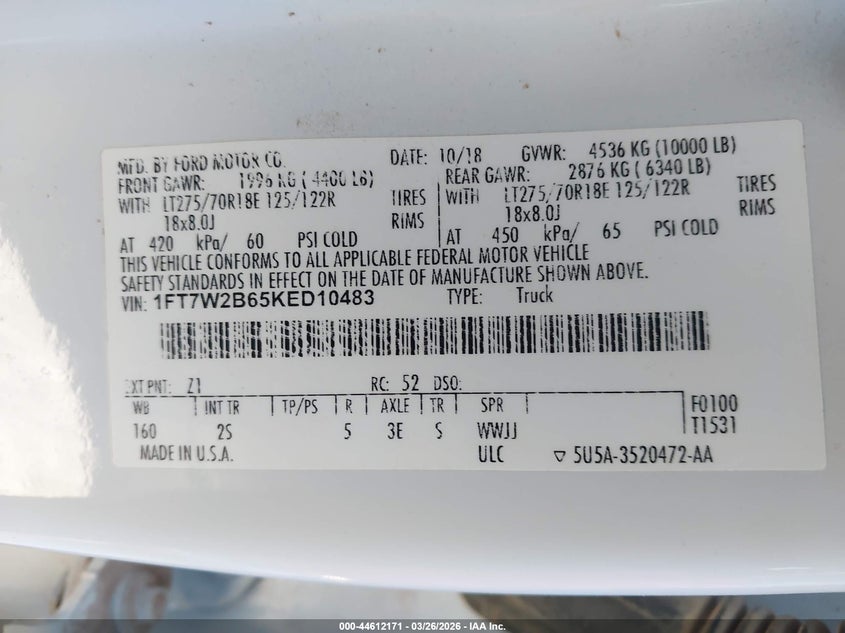 MFD. BY FORD MOTOR CO. DATE: 10/18 GVWR: 4536 KG (10000 LB)
FRONT GAWR: 1996 KG ( 4400 LB) REAR GAWR: 2876 KG ( 6340 LB)
WITH LT275/70R18E 125/122R TIRES WITH LT275/70R18E 125/122R TIRES
18x8.0J RIMS 18x8.0J RIMS
AT 420 kPa/ 60 PSI COLD AT 450 kPa/ 65 PSI COLD
THIS VEHICLE CONFORMS TO ALL APPLICABLE FEDERAL MOTOR VEHICLE
SAFETY STANDARDS IN EFFECT ON THE DATE OF MANUFACTURE SHOWN ABOVE.
VIN: 1FT7W2B65KED10483 TYPE: Truck
EXT PNT: Z1 RC: 52 DSO:
WB INT TR TP/PS R AXLE TR SPR F0100
160 2S 5 3E S WWJJ T1531
MADE IN U.S.A. ULC ▽ 5U5A-3520472-AA
000-44612171 | 03/26/2026 | IAA Inc.